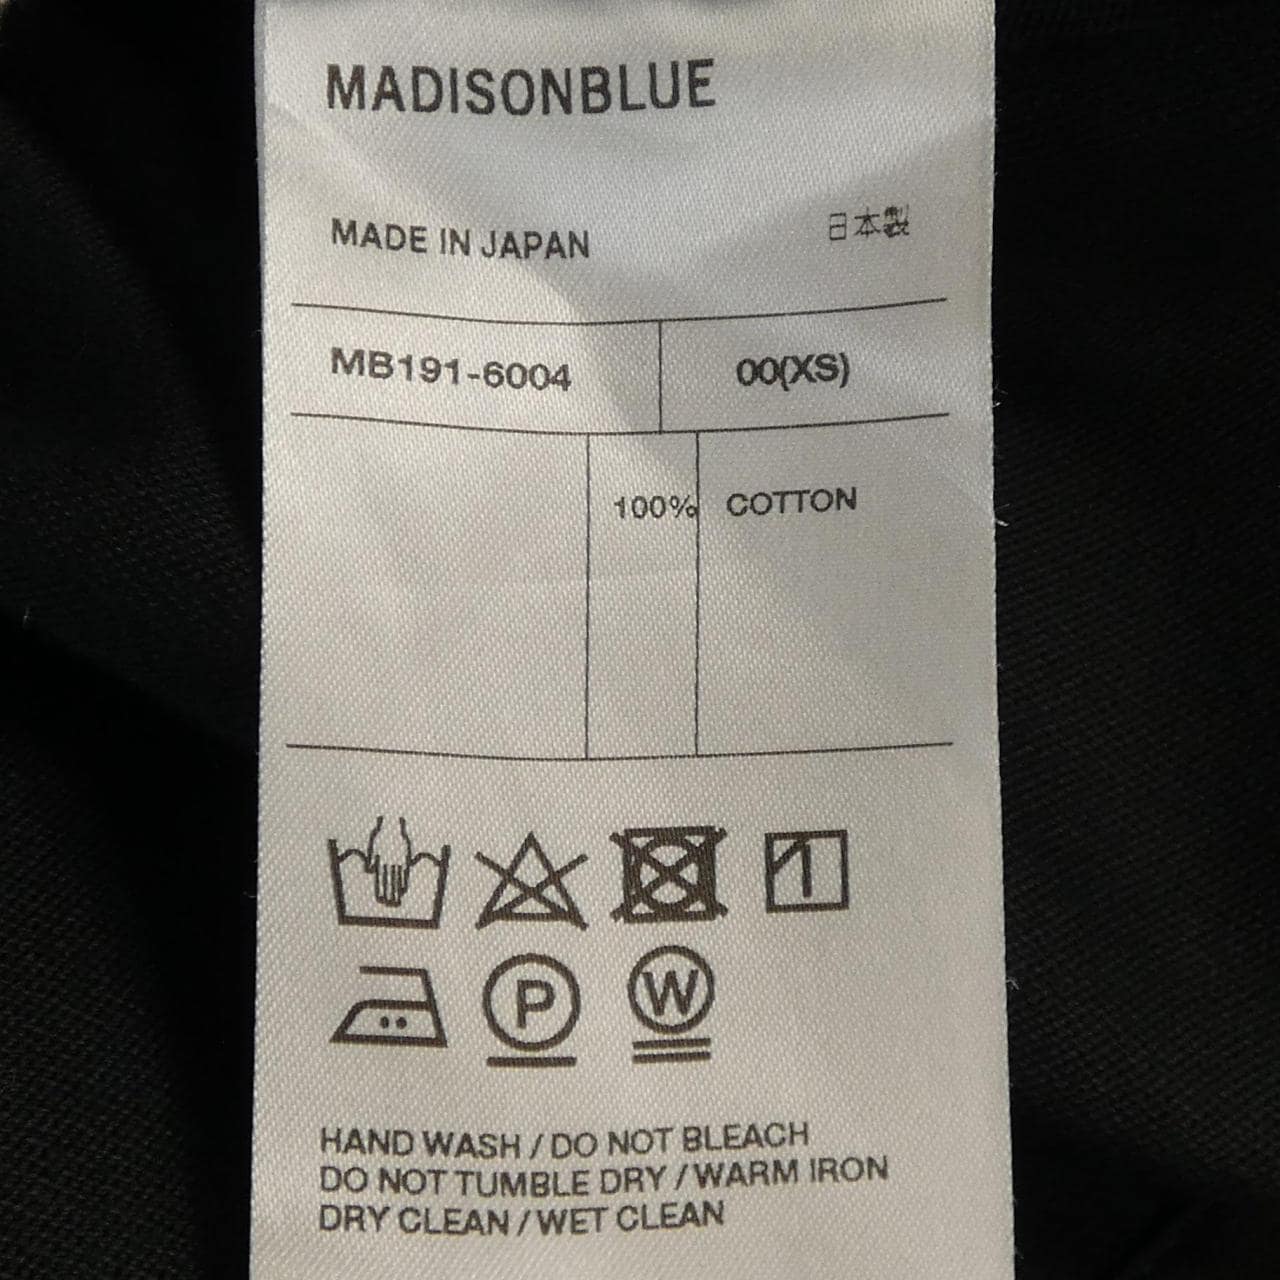 MADISONBLUE
MADE IN JAPAN 日本製
MB191-6004 00(XS)
100% COTTON
P W
HAND WASH / DO NOT BLEACH
DO NOT TUMBLE DRY / WARM IRON
DRY CLEAN / WET CLEAN